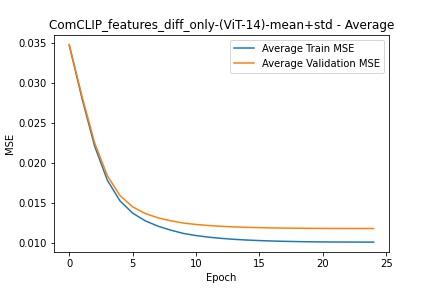 ComCLIP_features_diff_only-(ViT-14)-mean+std - Average
Average Train MSE
Average Validation MSE
0.035
0.030
0.025
0.020
0.015
0.010
MSE
0 5 10 15 20 25
Epoch